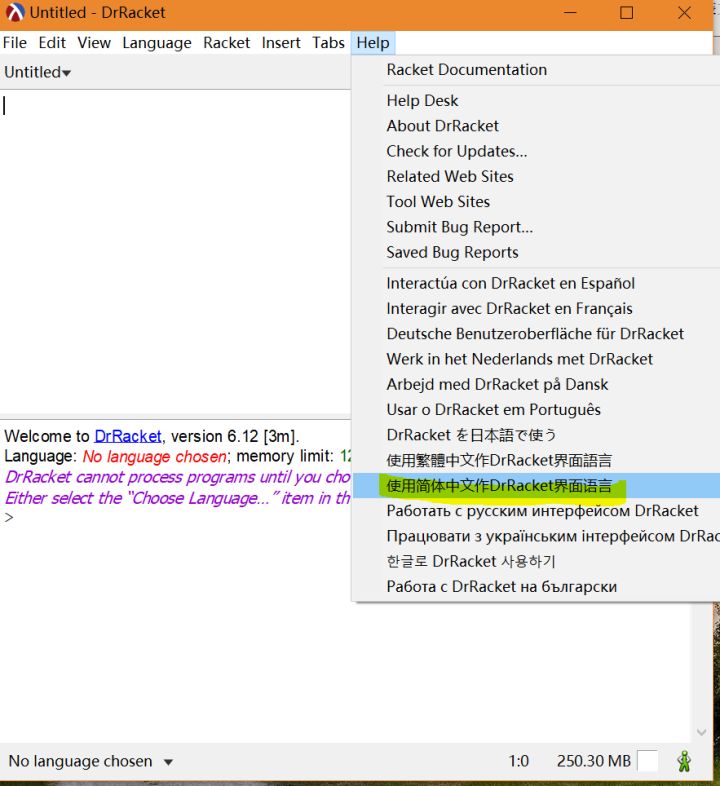 Untitled - DrRacket
File Edit View Language Racket Insert Tabs Help
Untitled
Racket Documentation
Help Desk
About DrRacket
Check for Updates...
Related Web Sites
Tool Web Sites
Submit Bug Report...
Saved Bug Reports
Interactúa con DrRacket en Español
Interagir avec DrRacket en Français
Deutsche Benutzeroberfläche für DrRacket
Werk in het Nederlands met DrRacket
Arbejd med DrRacket på Dansk
Usar o DrRacket em Português
DrRacket を日本語で使う
使用繁體中文作DrRacket界面語言
使用简体中文作DrRacket界面语言
Работать с русским интерфейсом DrRacket
Працювати з українським інтерфейсом DrRac
한글로 DrRacket 사용하기
Работа с DrRacket на български
Welcome to DrRacket, version 6.12 [3m].
Language: No language chosen; memory limit: 12
DrRacket cannot process programs until you cho
Either select the “Choose Language...” item in th
>
No language chosen 1:0 250.30 MB